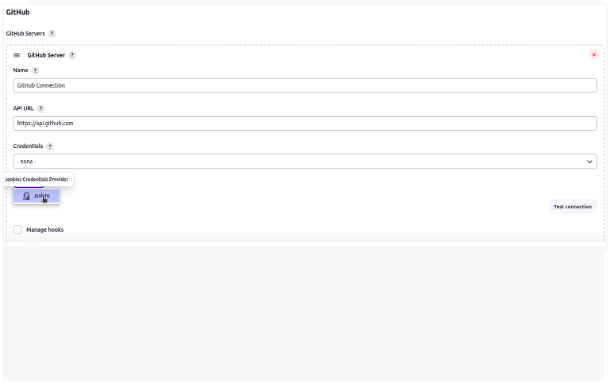 GitHub
GitHub Servers ?
GitHub Server ?
Name ?
GitHub Connection
API URL ?
https://api.github.com
Credentials ?
- none -
Jenkins Credentials Provider
Jenkins
Test connection
Manage hooks